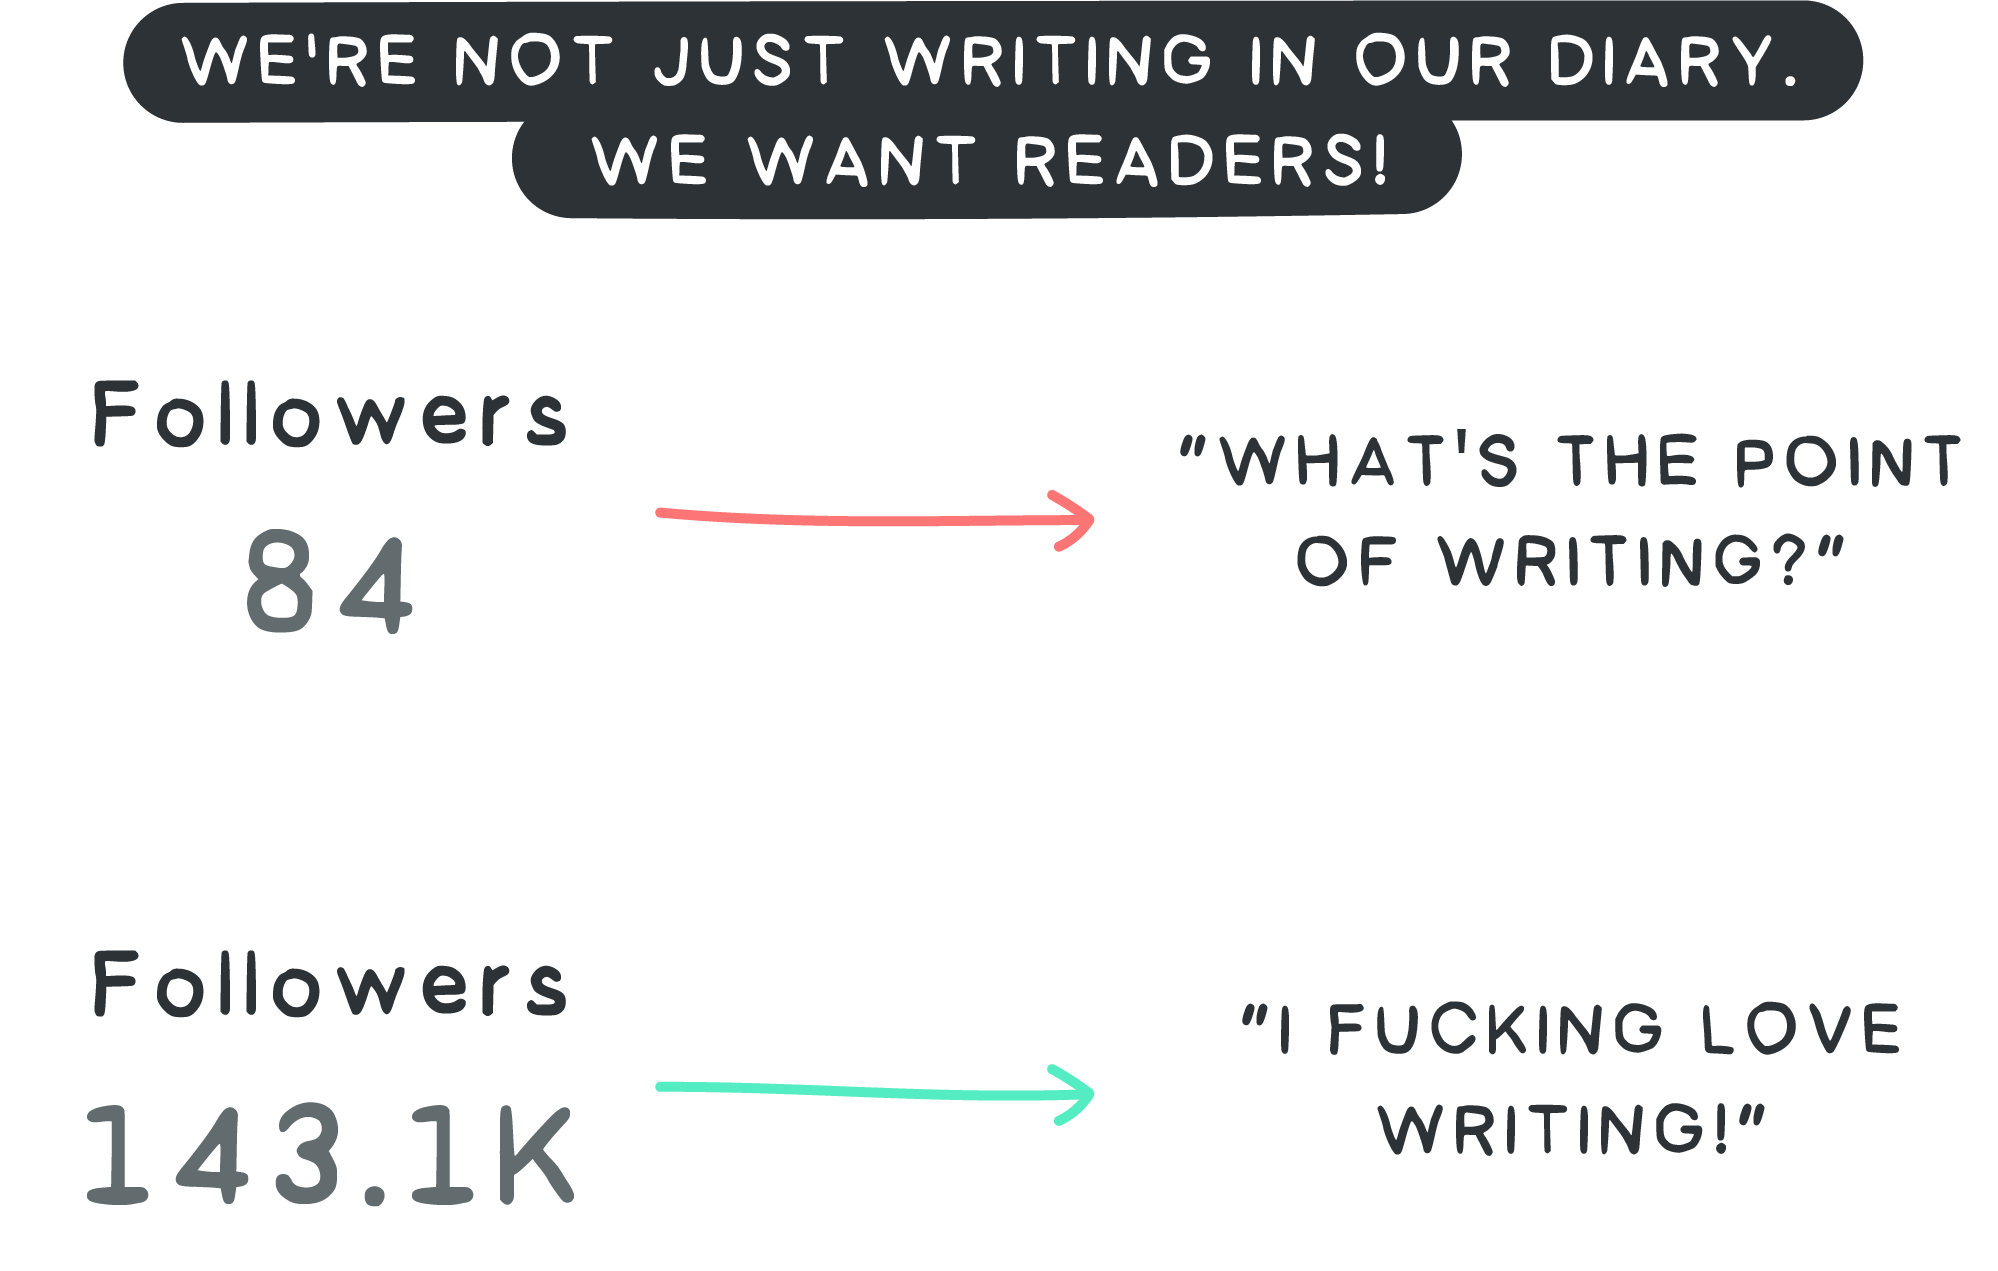 WE'RE NOT JUST WRITING IN OUR DIARY.
WE WANT READERS!
Followers
84
"WHAT'S THE POINT
OF WRITING?"
Followers
143.1K
"I FUCKING LOVE
WRITING!"